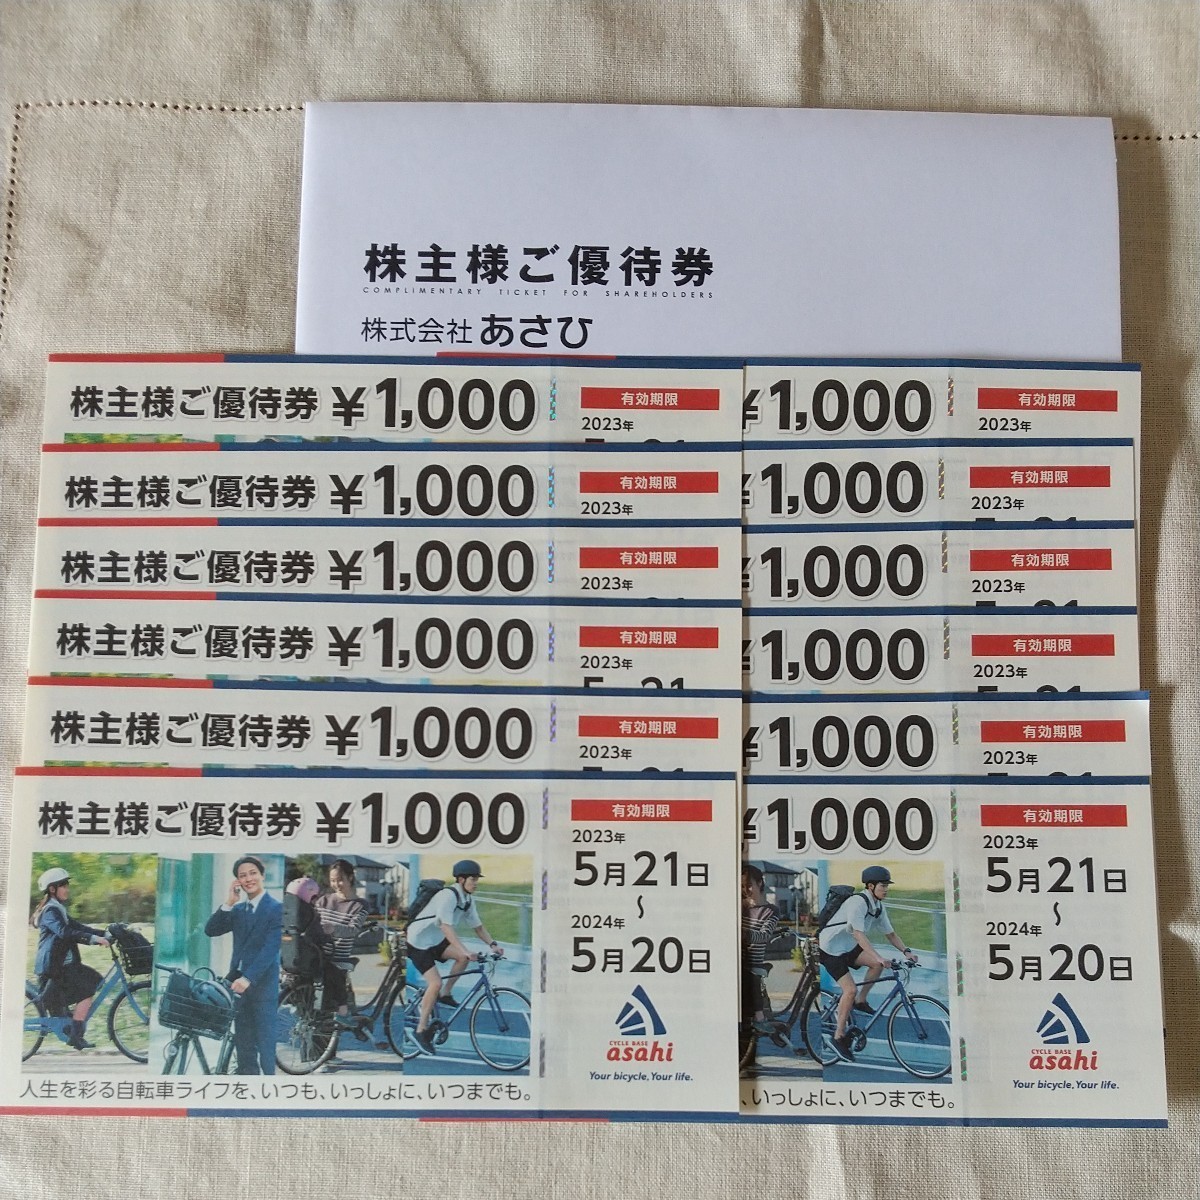 株主様ご優待券
COMPLIMENTARY TICKET FOR SHAREHOLDERS
株式会社 あさひ
株主様ご優待券 ¥1,000
有効期限
2023年
5月21日
株主様ご優待券 ¥1,000
有効期限
2023年
株主様ご優待券 ¥1,000
有効期限
2023年
株主様ご優待券 ¥1,000
有効期限
2023年
5月21
株主様ご優待券 ¥1,000
有効期限
2023年
株主様ご優待券 ¥1,000
有効期限
2023年
5月21日
~
2024年
5月20日
CYCLE BASE
asahi
Your bicycle, Your life.
人生を彩る自転車ライフを、いつも、いっしょに、いつまでも。
¥1,000
有効期限
2023年
¥1,000
有効期限
2023年
¥1,000
有効期限
2023年
¥1,000
有効期限
2023年
¥1,000
有効期限
2023年
¥1,000
有効期限
2023年
5月21日
~
2024年
5月20日
CYCLE BASE
asahi
Your bicycle, Your life.
、いっしょに、いつまでも。